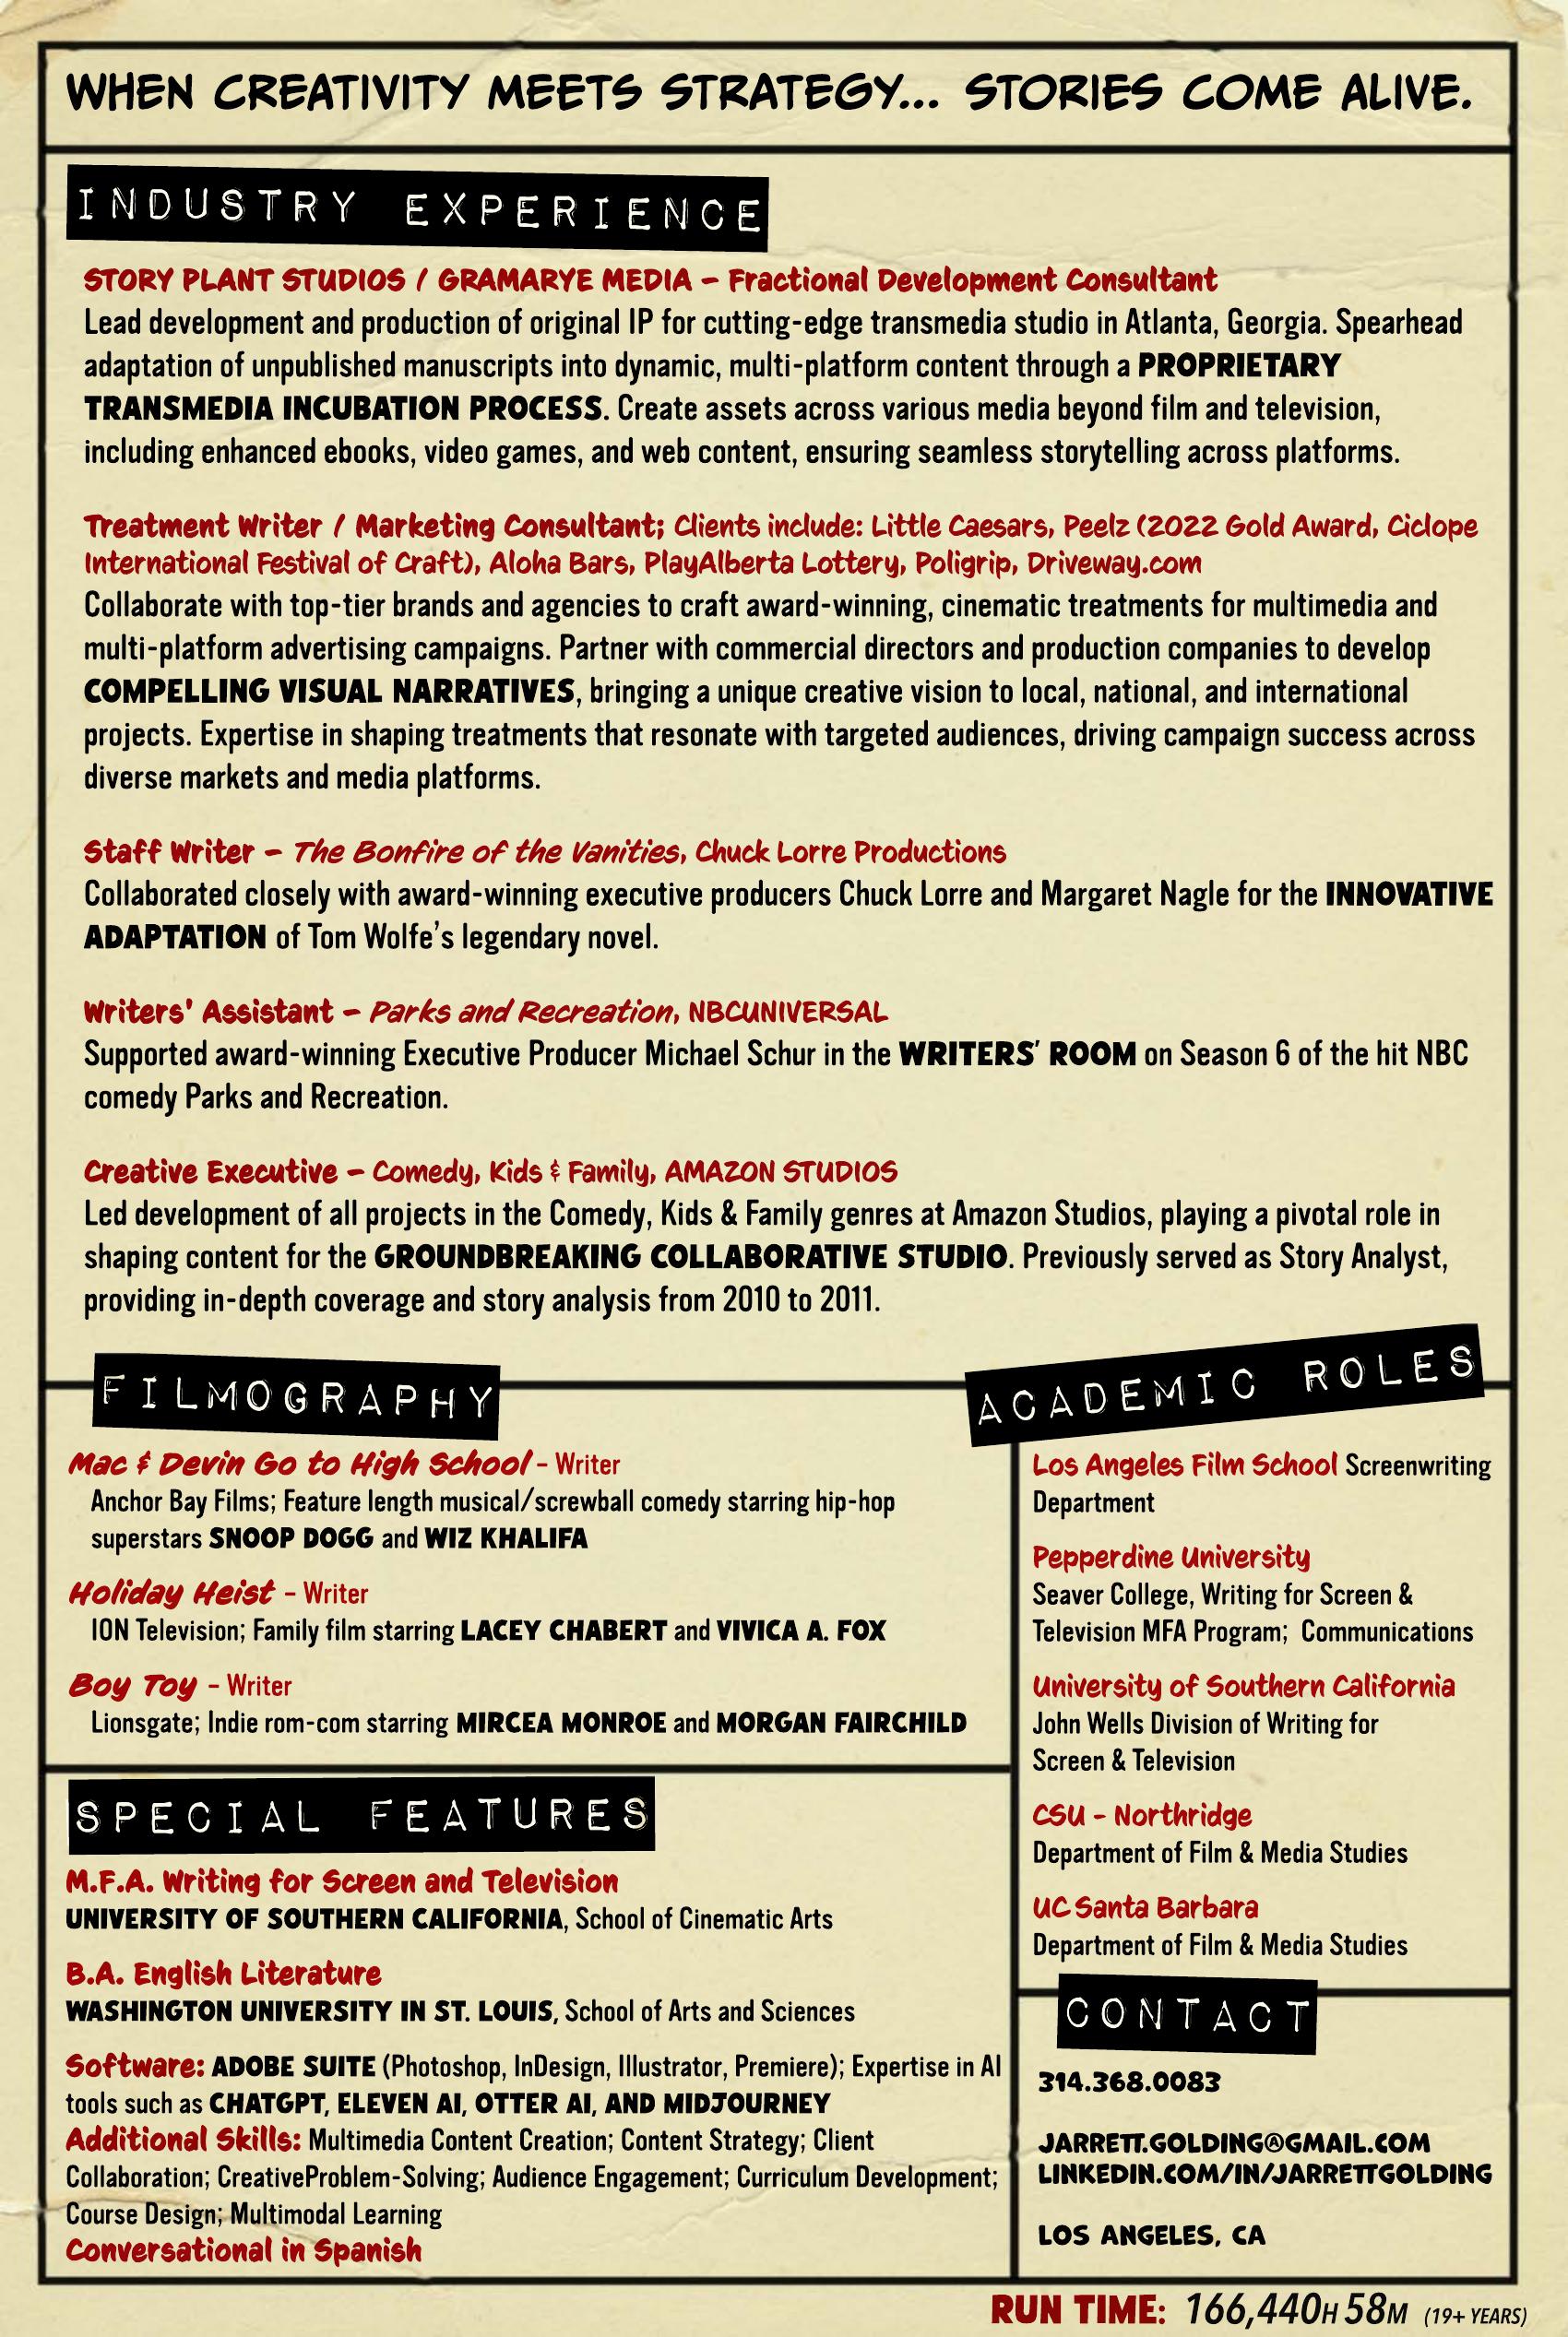 WHEN CREATIVITY MEETS STRATEGY... STORIES COME ALIVE.
INDUSTRY EXPERIENCE
STORY PLANT STUDIOS / GRAMARYE MEDIA – Fractional Development Consultant
Lead development and production of original IP for cutting-edge transmedia studio in Atlanta, Georgia. Spearhead
adaptation of unpublished manuscripts into dynamic, multi-platform content through a PROPRIETARY
TRANSMEDIA INCUBATION PROCESS. Create assets across various media beyond film and television,
including enhanced ebooks, video games, and web content, ensuring seamless storytelling across platforms.
Treatment Writer / Marketing Consultant; Clients include: Little Caesars, Peelz (2022 Gold Award, Ciclope
International Festival of Craft), Aloha Bars, PlayAlberta Lottery, Poligrip, Driveway.com
Collaborate with top-tier brands and agencies to craft award-winning, cinematic treatments for multimedia and
multi-platform advertising campaigns. Partner with commercial directors and production companies to develop
COMPELLING VISUAL NARRATIVES, bringing a unique creative vision to local, national, and international
projects. Expertise in shaping treatments that resonate with targeted audiences, driving campaign success across
diverse markets and media platforms.
Staff Writer – The Bonfire of the Vanities, Chuck Lorre Productions
Collaborated closely with award-winning executive producers Chuck Lorre and Margaret Nagle for the INNOVATIVE
ADAPTATION of Tom Wolfe's legendary novel.
Writers' Assistant – Parks and Recreation, NBCUNIVERSAL
Supported award-winning Executive Producer Michael Schur in the WRITERS' ROOM on Season 6 of the hit NBC
comedy Parks and Recreation.
Creative Executive – Comedy, Kids & Family, AMAZON STUDIOS
Led development of all projects in the Comedy, Kids & Family genres at Amazon Studios, playing a pivotal role in
shaping content for the GROUNDBREAKING COLLABORATIVE STUDIO. Previously served as Story Analyst,
providing in-depth coverage and story analysis from 2010 to 2011.
FILMOGRAPHY
Mac & Devin Go to High School – Writer
Anchor Bay Films; Feature length musical/screwball comedy starring hip-hop
superstars SNOOP DOGG and WIZ KHALIFA
Holiday Heist – Writer
ION Television; Family film starring LACEY CHABERT and VIVICA A. FOX
Boy Toy – Writer
Lionsgate; Indie rom-com starring MIRCEA MONROE and MORGAN FAIRCHILD
SPECIAL FEATURES
M.F.A. Writing for Screen and Television
UNIVERSITY OF SOUTHERN CALIFORNIA, School of Cinematic Arts
B.A. English Literature
WASHINGTON UNIVERSITY IN ST. LOUIS, School of Arts and Sciences
Software: ADOBE SUITE (Photoshop, InDesign, Illustrator, Premiere); Expertise in AI
tools such as CHATGPT, ELEVEN AI, OTTER AI, AND MIDJOURNEY
Additional Skills: Multimedia Content Creation; Content Strategy; Client
Collaboration; CreativeProblem-Solving; Audience Engagement; Curriculum Development;
Course Design; Multimodal Learning
Conversational in Spanish
ACADEMIC ROLES
Los Angeles Film School Screenwriting
Department
Pepperdine University
Seaver College, Writing for Screen &
Television MFA Program; Communications
University of Southern California
John Wells Division of Writing for
Screen & Television
CSU – Northridge
Department of Film & Media Studies
UC Santa Barbara
Department of Film & Media Studies
CONTACT
314.368.0083
JARRETT.GOLDING@GMAIL.COM
LINKEDIN.COM/IN/JARRETTGOLDING
LOS ANGELES, CA
RUN TIME: 166,440H 58M (19+ YEARS)